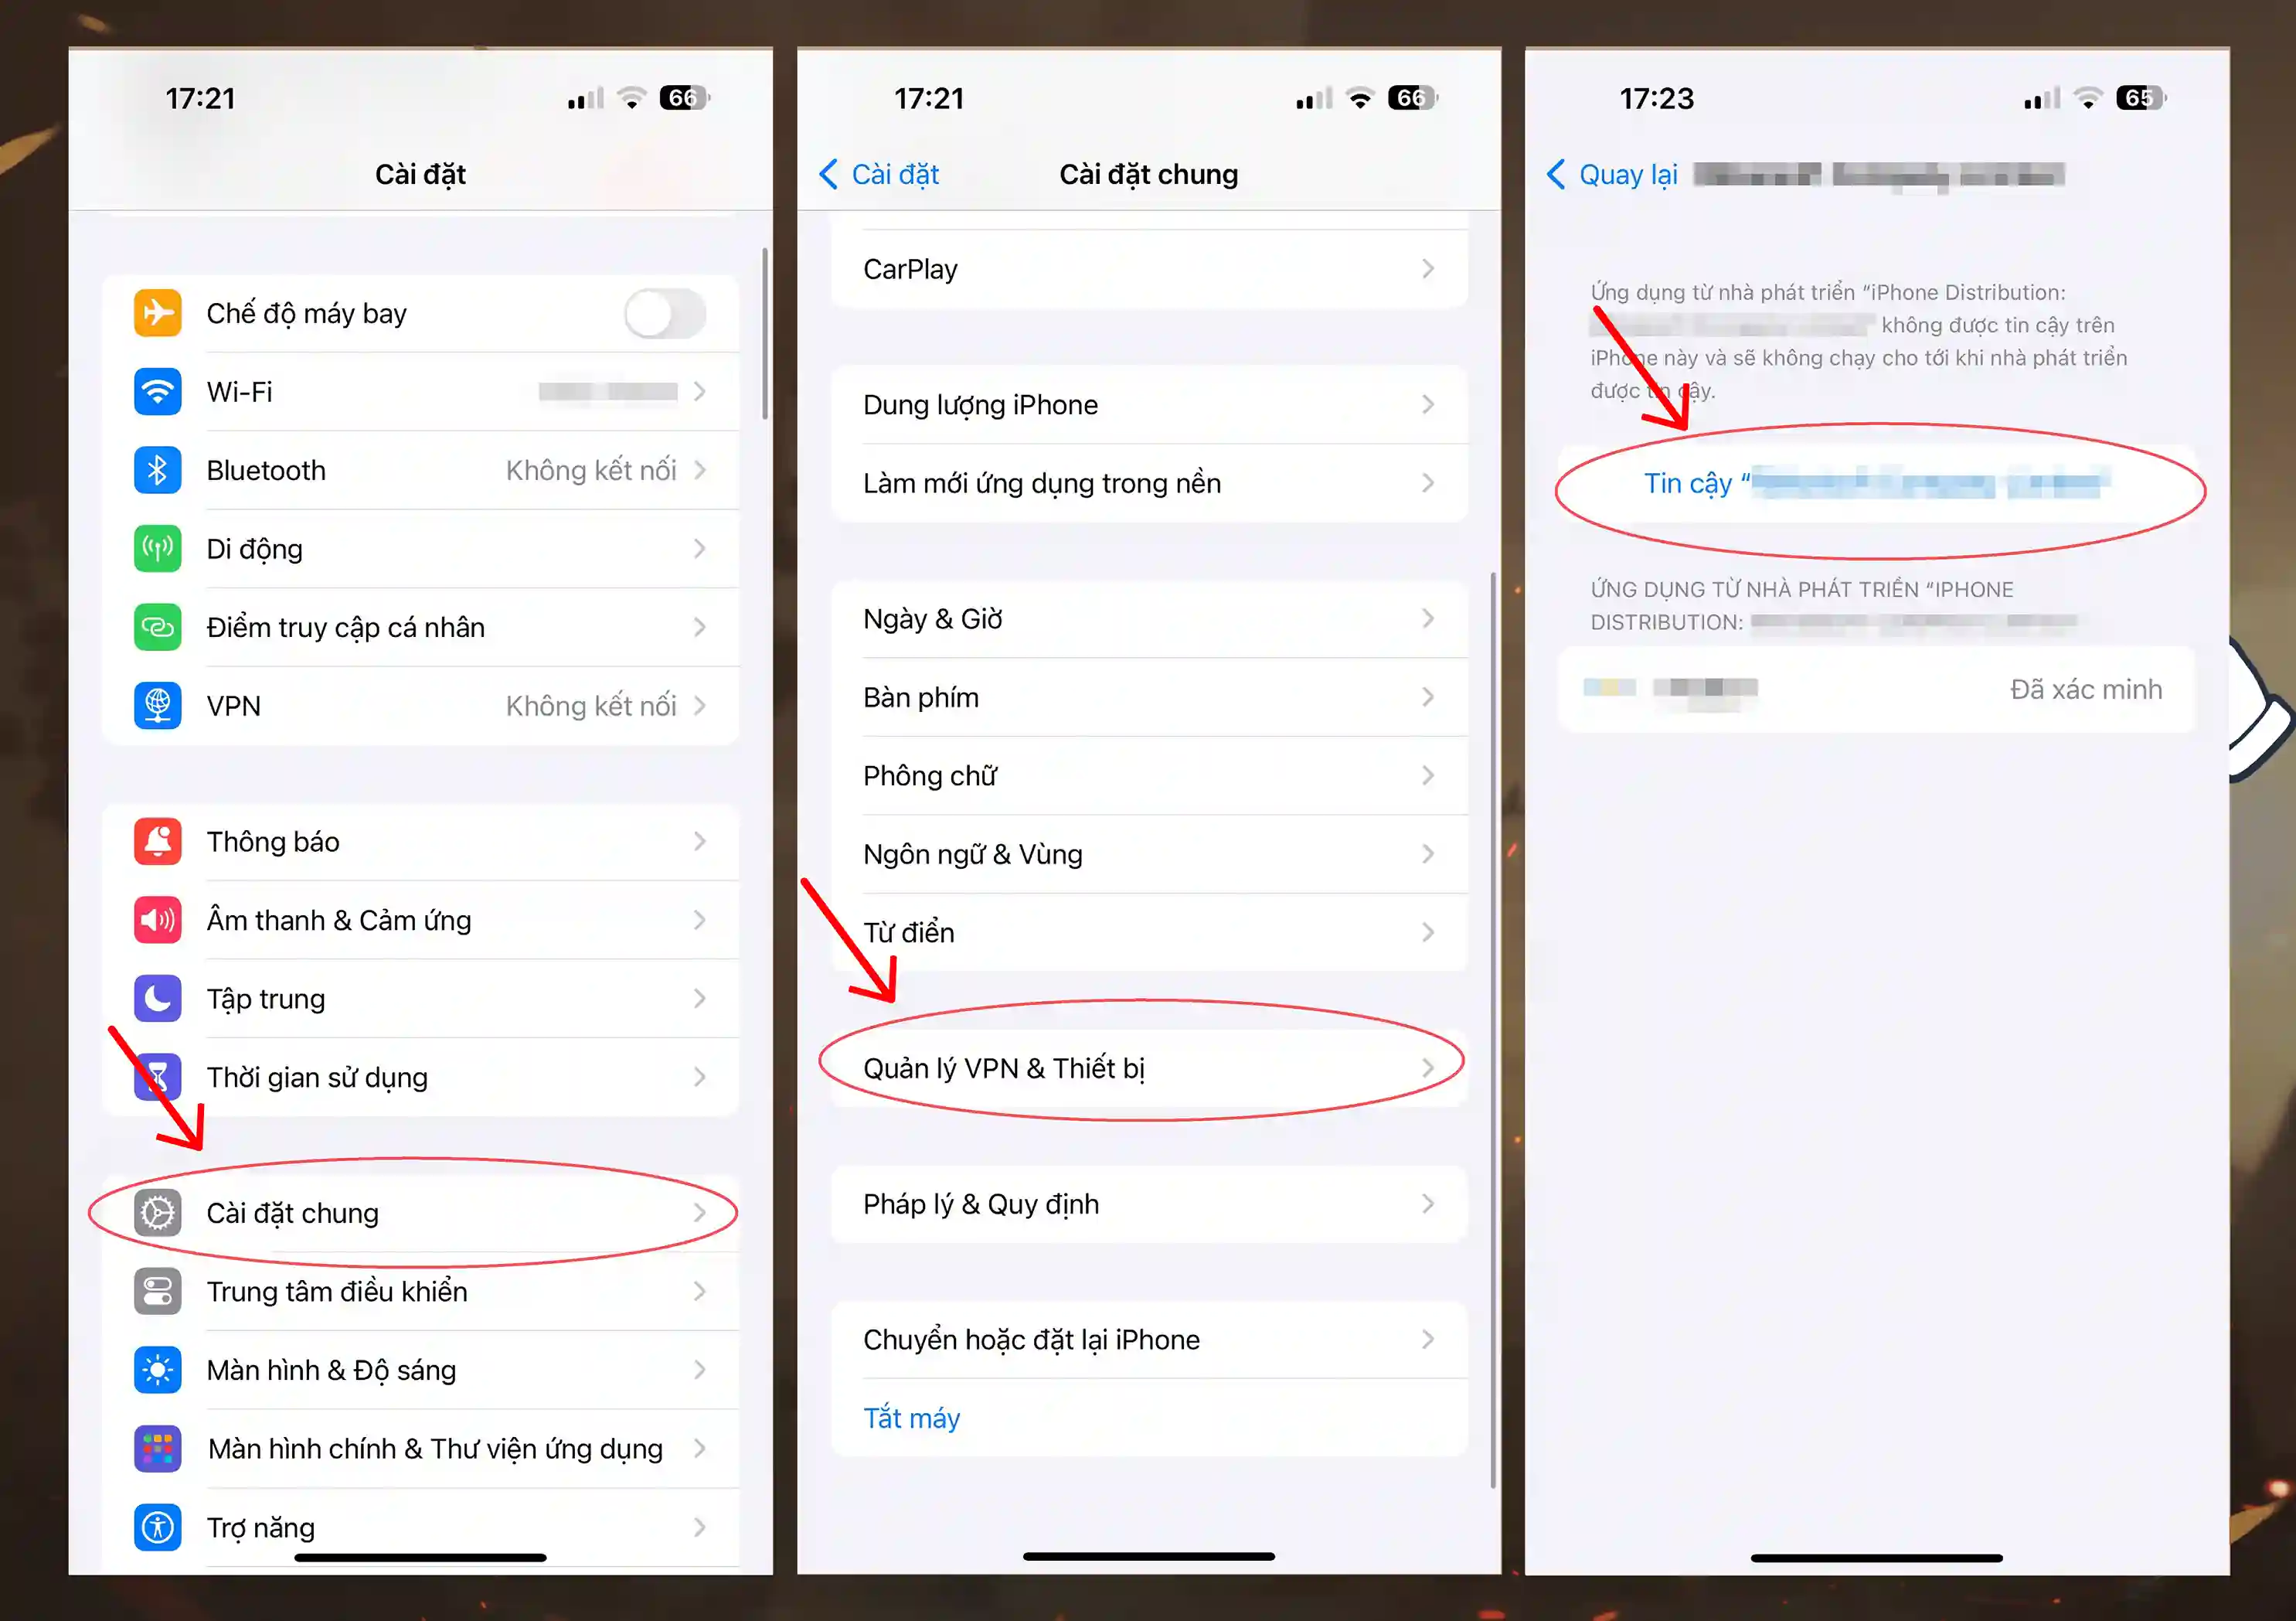 17:21
66
Cài đặt
Chế độ máy bay
Wi-Fi
Bluetooth Không kết nối
Di động
Điểm truy cập cá nhân
VPN Không kết nối
Thông báo
Âm thanh & Cảm ứng
Tập trung
Thời gian sử dụng
Cài đặt chung
Trung tâm điều khiển
Màn hình & Độ sáng
Màn hình chính & Thư viện ứng dụng
Trợ năng
17:21
66
Cài đặt Cài đặt chung
CarPlay
Dung lượng iPhone
Làm mới ứng dụng trong nền
Ngày & Giờ
Bàn phím
Phông chữ
Ngôn ngữ & Vùng
Từ điển
Quản lý VPN & Thiết bị
Pháp lý & Quy định
Chuyển hoặc đặt lại iPhone
Tắt máy
17:23
65
Quay lại
Ứng dụng từ nhà phát triển “iPhone Distribution:
không được tin cậy trên
iPhone này và sẽ không chạy cho tới khi nhà phát triển
được tin cậy.
Tin cậy “
ỨNG DỤNG TỪ NHÀ PHÁT TRIỂN “IPHONE
DISTRIBUTION:
Đã xác minh